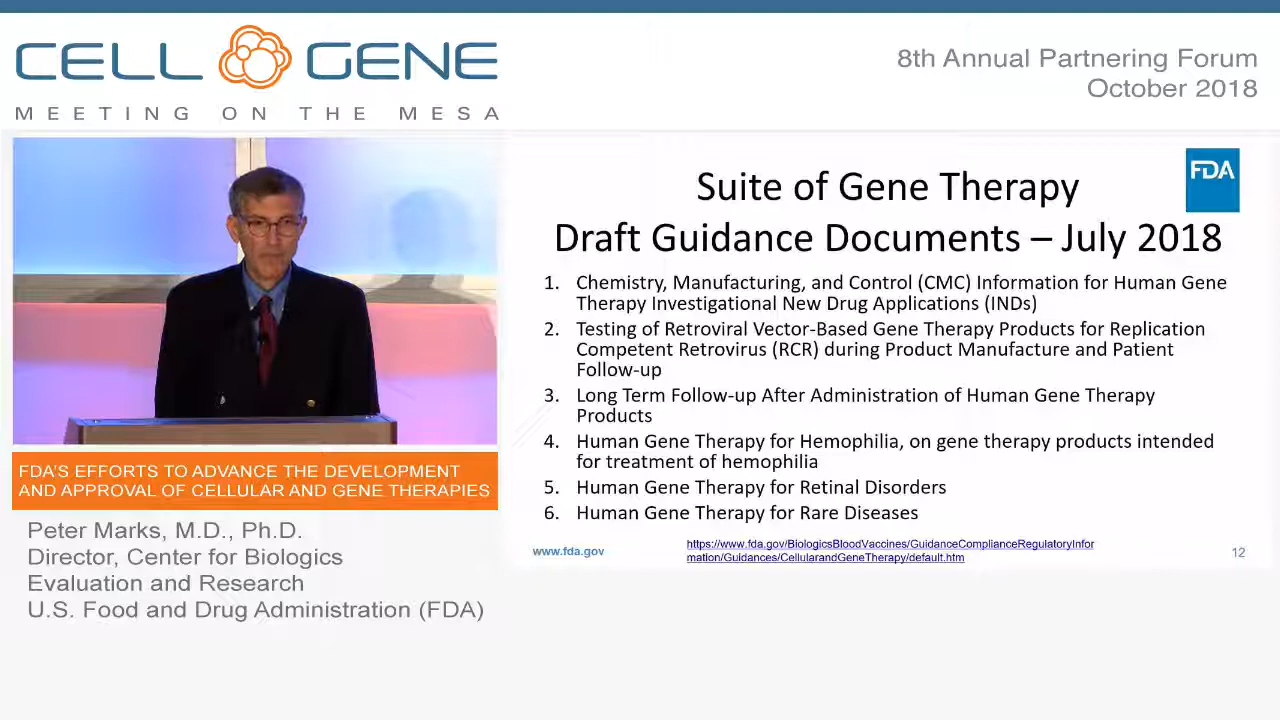 CELL GENE
MEETING ON THE MESA
8th Annual Partnering Forum
October 2018
FDA
Suite of Gene Therapy
Draft Guidance Documents – July 2018
1. Chemistry, Manufacturing, and Control (CMC) Information for Human Gene
Therapy Investigational New Drug Applications (INDs)
2. Testing of Retroviral Vector-Based Gene Therapy Products for Replication
Competent Retrovirus (RCR) during Product Manufacture and Patient
Follow-up
3. Long Term Follow-up After Administration of Human Gene Therapy
Products
4. Human Gene Therapy for Hemophilia, on gene therapy products intended
for treatment of hemophilia
5. Human Gene Therapy for Retinal Disorders
6. Human Gene Therapy for Rare Diseases
www.fda.gov
https://www.fda.gov/BiologicsBloodVaccines/GuidanceComplianceRegulatoryInfor
mation/Guidances/CellularandGeneTherapy/default.htm
12
FDA'S EFFORTS TO ADVANCE THE DEVELOPMENT
AND APPROVAL OF CELLULAR AND GENE THERAPIES
Peter Marks, M.D., Ph.D.
Director, Center for Biologics
Evaluation and Research
U.S. Food and Drug Administration (FDA)